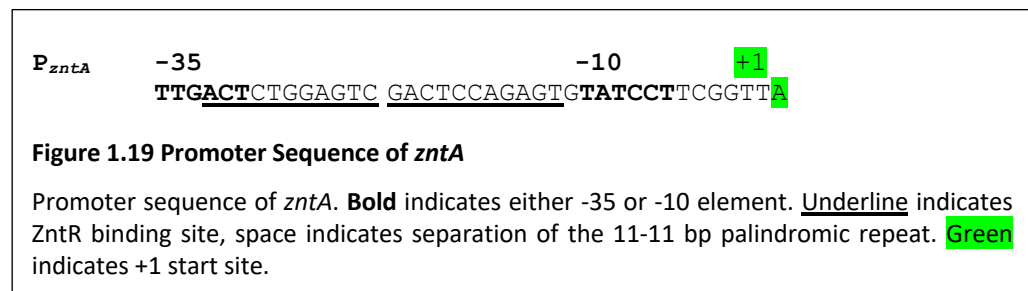 PzntA -35 -10 +1
TTGACTCTGGAGTC GACTCCAGAGTGTATCCTTCGGTTA
Figure 1.19 Promoter Sequence of zntA
Promoter sequence of zntA. Bold indicates either -35 or -10 element. Underline indicates
ZntR binding site, space indicates separation of the 11-11 bp palindromic repeat. Green
indicates +1 start site.